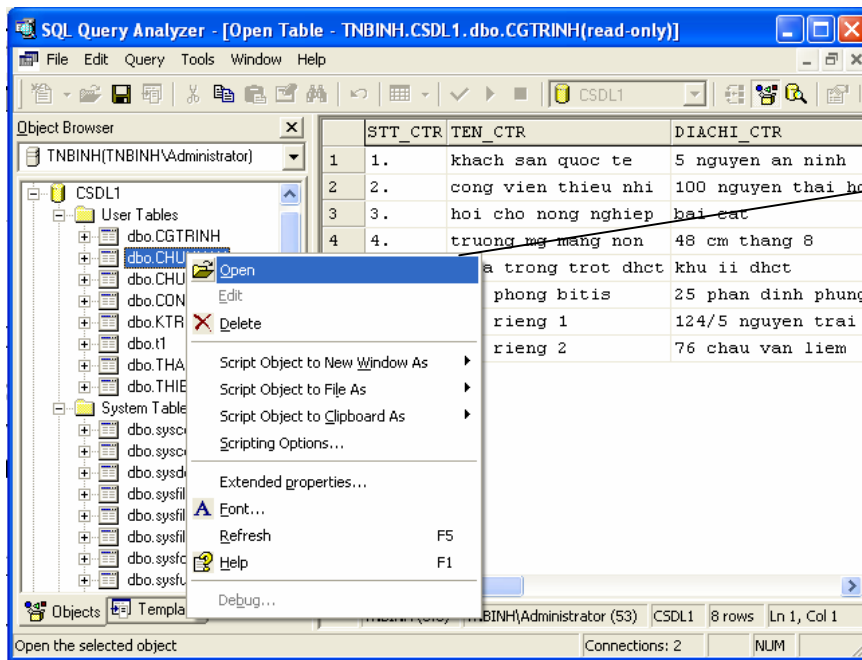 SQL Query Analyzer - [Open Table - TNBINH.CSDL1.dbo.CGTRINH(read-only)]
File Edit Query Tools Window Help
CSDL1
Object Browser
TNBINH(TNBINH\Administrator)
CSDL1
User Tables
dbo.CGTRINH
dbo.CHU
dbo.CHU
dbo.CON
dbo.KTR
dbo.t1
dbo.THA
dbo.THIE
System Table
dbo.sysc
dbo.sysc
dbo.sysd
dbo.sysfil
dbo.sysfil
dbo.sysfil
dbo.sysfo
dbo.sysfu
Objects Templa
Open
Edit
Delete
Script Object to New Window As
Script Object to File As
Script Object to Clipboard As
Scripting Options...
Extended properties...
Font...
Refresh F5
Help F1
Debug...
STT_CTR TEN_CTR DIACHI_CTR
1 1. khach san quoc te 5 nguyen an ninh
2 2. cong vien thieu nhi 100 nguyen thai ho
3 3. hoi cho nong nghiep bai cat
4 4. truong mg mang non 48 cm thang 8
a trong trot dhct khu ii dhct
phong bitis 25 phan dinh phung
rieng 1 124/5 nguyen trai
rieng 2 76 chau van liem
TNBINH\Administrator (53) CSDL1 8 rows Ln 1, Col 1
Open the selected object Connections: 2 NUM